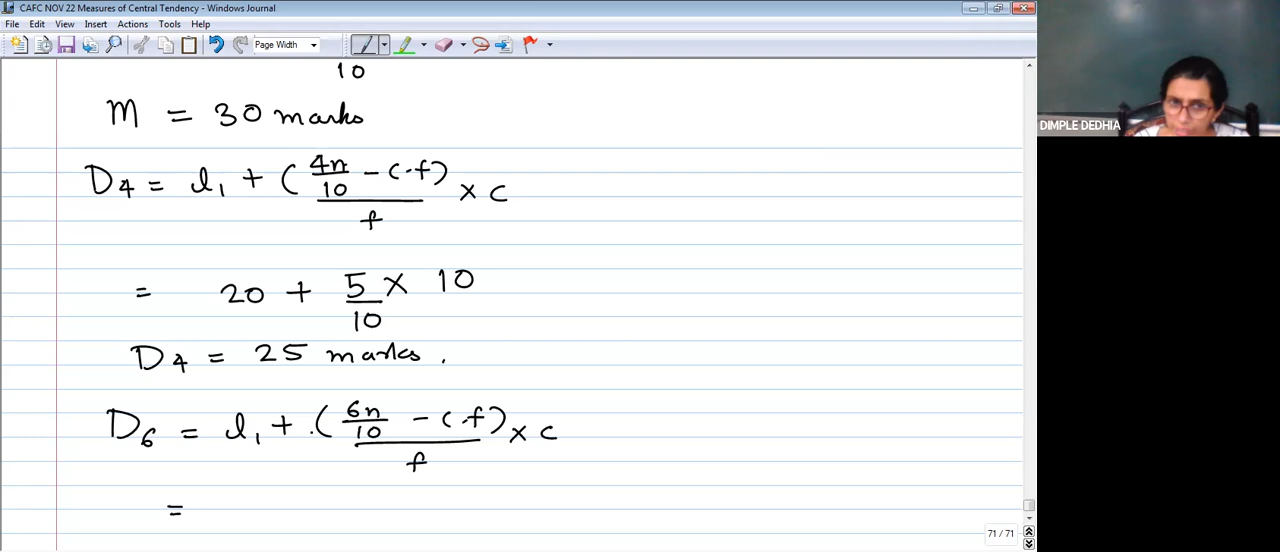 CAFC NOV 22 Measures of Central Tendency - Windows Journal
File Edit View Insert Actions Tools Help
Page Width
10
M = 30 marks
D4 = l1 + (4n/10 - c.f)/f × c
= 20 + 5/10 × 10
D4 = 25 marks.
D6 = l1 + (6n/10 - c.f)/f × c
=
71 / 71
DIMPLE DEDHIA